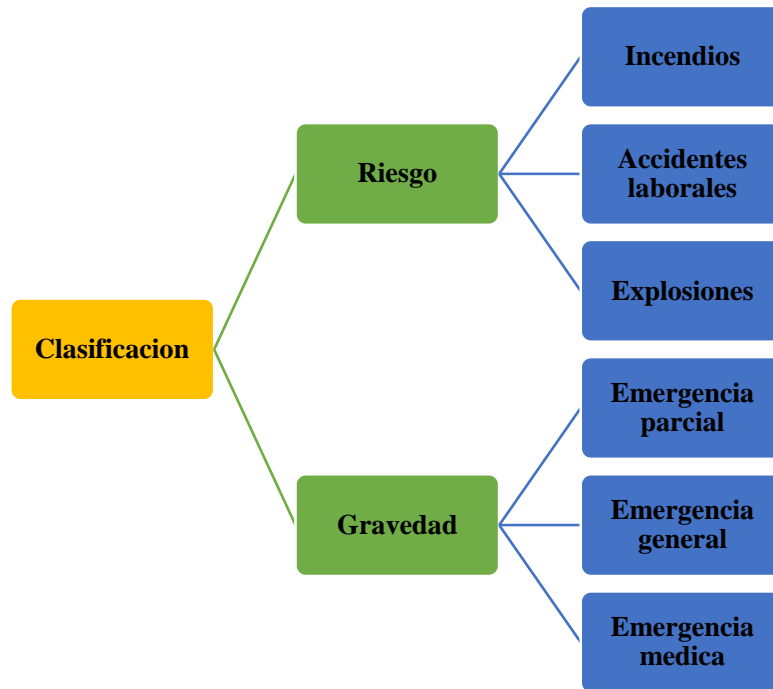 Clasificacion
Riesgo
Incendios
Accidentes
laborales
Explosiones
Gravedad
Emergencia
parcial
Emergencia
general
Emergencia
medica